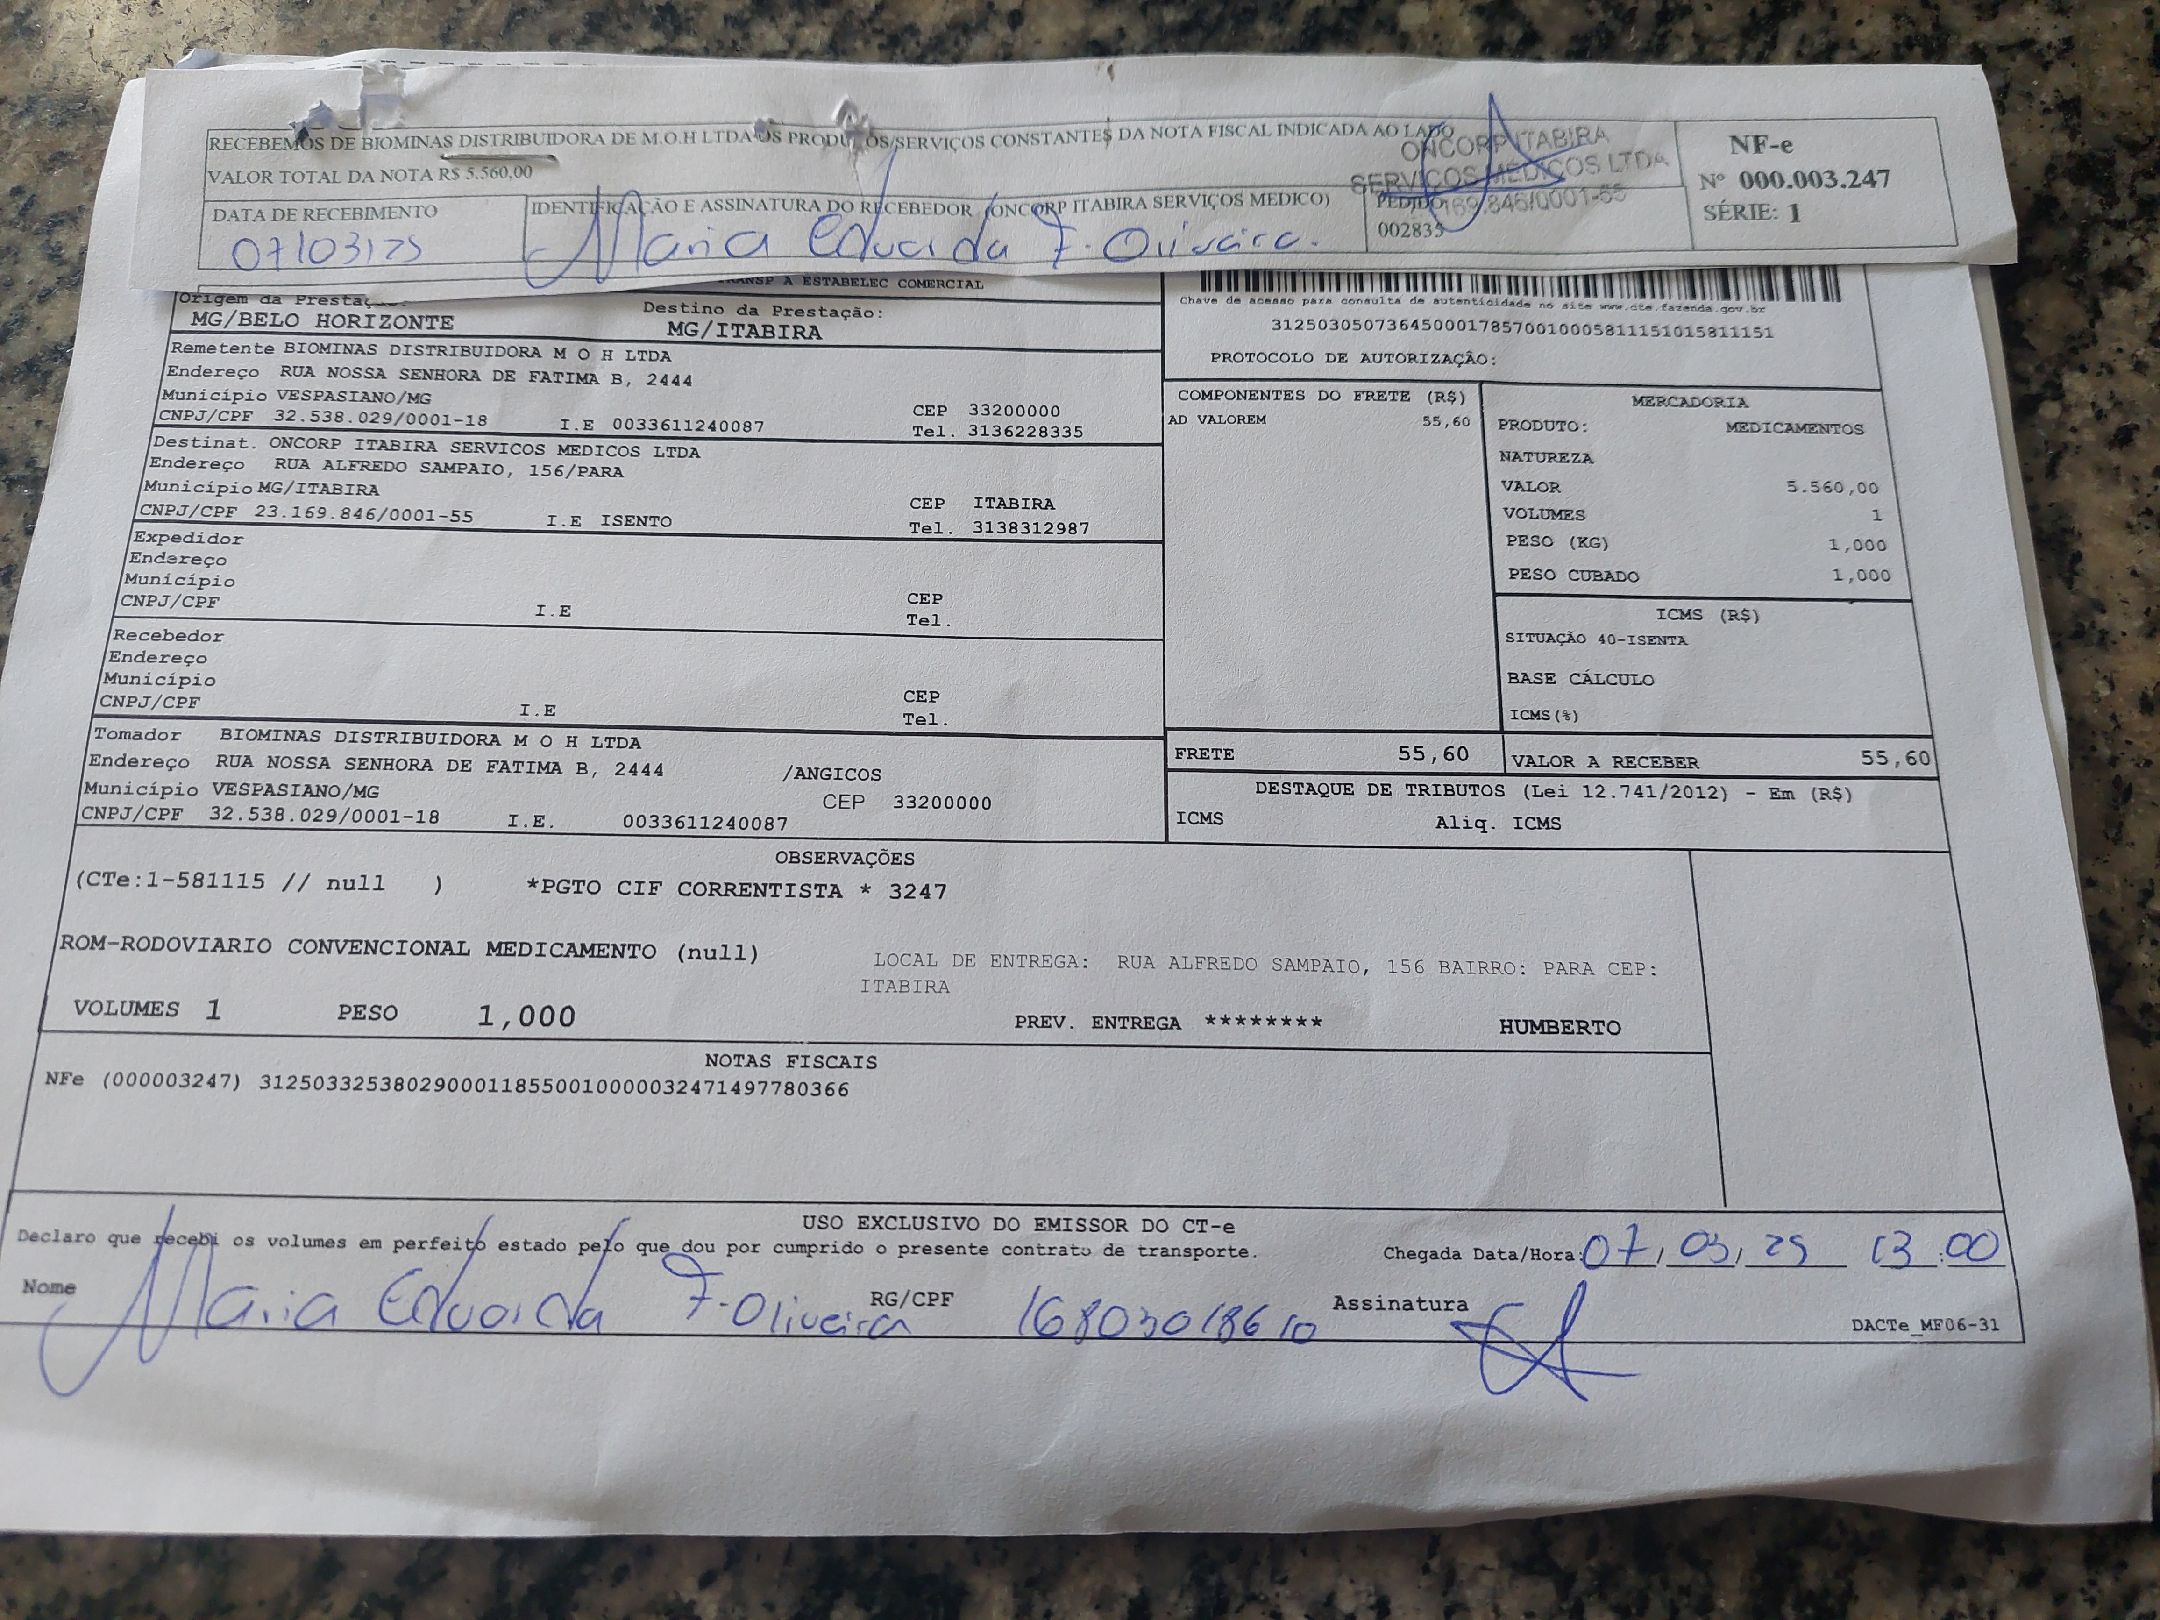 RECEBEMOS DE BIOMINAS DISTRIBUIDORA DE M.O.H LTDA OS PRODUTOS/SERVIÇOS CONSTANTES DA NOTA FISCAL INDICADA AO LADO
VALOR TOTAL DA NOTA R$ 5.560,00
DATA DE RECEBIMENTO
07/03/25
IDENTIFICAÇÃO E ASSINATURA DO RECEBEDOR (ONCORP ITABIRA SERVIÇOS MEDICO)
Maria Eduarda F. Oliveira.
PEDIDO
002835
ONCORP ITABIRA
SERVIÇOS MEDICOS LTDA
169.846/0001-55
NF-e
Nº 000.003.247
SÉRIE: 1
TRANSP A ESTABELEC COMERCIAL
Origem da Prestação:
MG/BELO HORIZONTE
Destino da Prestação:
MG/ITABIRA
Chave de acesso para consulta de autenticidade no site www.cte.fazenda.gov.br
31250305073645000178570010005811151015811151
PROTOCOLO DE AUTORIZAÇÂO:
Remetente BIOMINAS DISTRIBUIDORA M O H LTDA
Endereço RUA NOSSA SENHORA DE FATIMA B, 2444
Município VESPASIANO/MG
CEP 33200000
CNPJ/CPF 32.538.029/0001-18 I.E 0033611240087 Tel. 3136228335
Destinat. ONCORP ITABIRA SERVICOS MEDICOS LTDA
Endereço RUA ALFREDO SAMPAIO, 156/PARA
Município MG/ITABIRA
CEP ITABIRA
CNPJ/CPF 23.169.846/0001-55 I.E ISENTO Tel. 3138312987
Expedidor
Endereço
Município
CEP
CNPJ/CPF I.E Tel.
Recebedor
Endereço
Município
CEP
CNPJ/CPF I.E Tel.
Tomador BIOMINAS DISTRIBUIDORA M O H LTDA
Endereço RUA NOSSA SENHORA DE FATIMA B, 2444 /ANGICOS
Município VESPASIANO/MG CEP 33200000
CNPJ/CPF 32.538.029/0001-18 I.E. 0033611240087
COMPONENTES DO FRETE (R$)
AD VALOREM 55,60
MERCADORIA
PRODUTO: MEDICAMENTOS
NATUREZA
VALOR 5.560,00
VOLUMES 1
PESO (KG) 1,000
PESO CUBADO 1,000
ICMS (R$)
SITUAÇÃO 40-ISENTA
BASE CÁLCULO
ICMS(%)
FRETE 55,60
VALOR A RECEBER 55,60
DESTAQUE DE TRIBUTOS (Lei 12.741/2012) - Em (R$)
ICMS Aliq. ICMS
OBSERVAÇÕES
(CTe:1-581115 // null ) *PGTO CIF CORRENTISTA * 3247
ROM-RODOVIARIO CONVENCIONAL MEDICAMENTO (null)
LOCAL DE ENTREGA: RUA ALFREDO SAMPAIO, 156 BAIRRO: PARA CEP:
ITABIRA
VOLUMES 1 PESO 1,000
PREV. ENTREGA ******** HUMBERTO
NOTAS FISCAIS
NFe (000003247) 31250332538029000118550010000032471497780366
USO EXCLUSIVO DO EMISSOR DO CT-e
Declaro que recebi os volumes em perfeito estado pelo que dou por cumprido o presente contrato de transporte.
Chegada Data/Hora: 07/03/25 13:00
Nome Maria Eduarda F. Oliveira
RG/CPF
Assinatura
DACTe_MF06-31